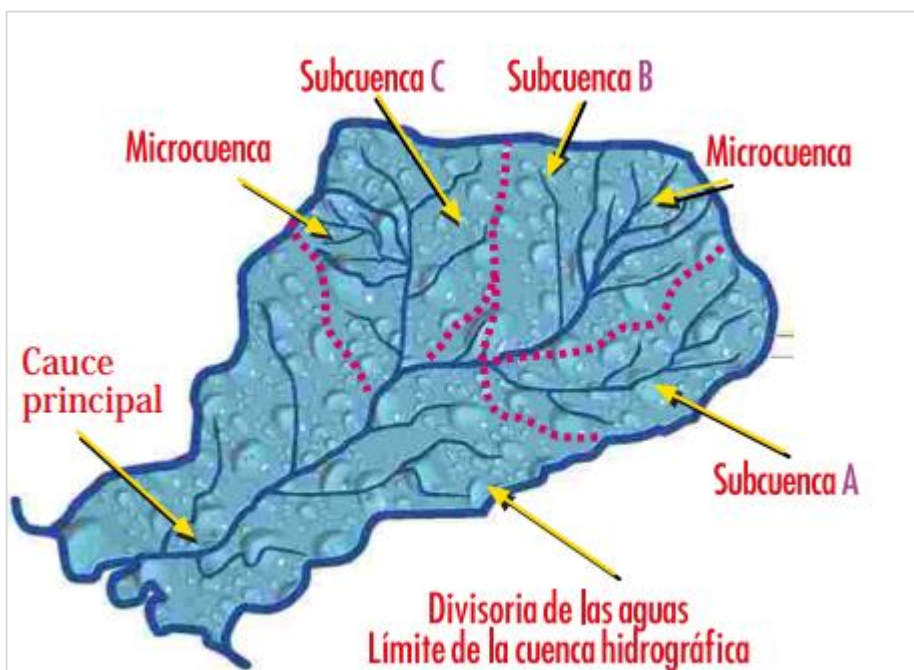 Subcuenca C
Subcuenca B
Microcuenca
Microcuenca
Cauce
principal
Subcuenca A
Divisoria de las aguas
Límite de la cuenca hidrográfica